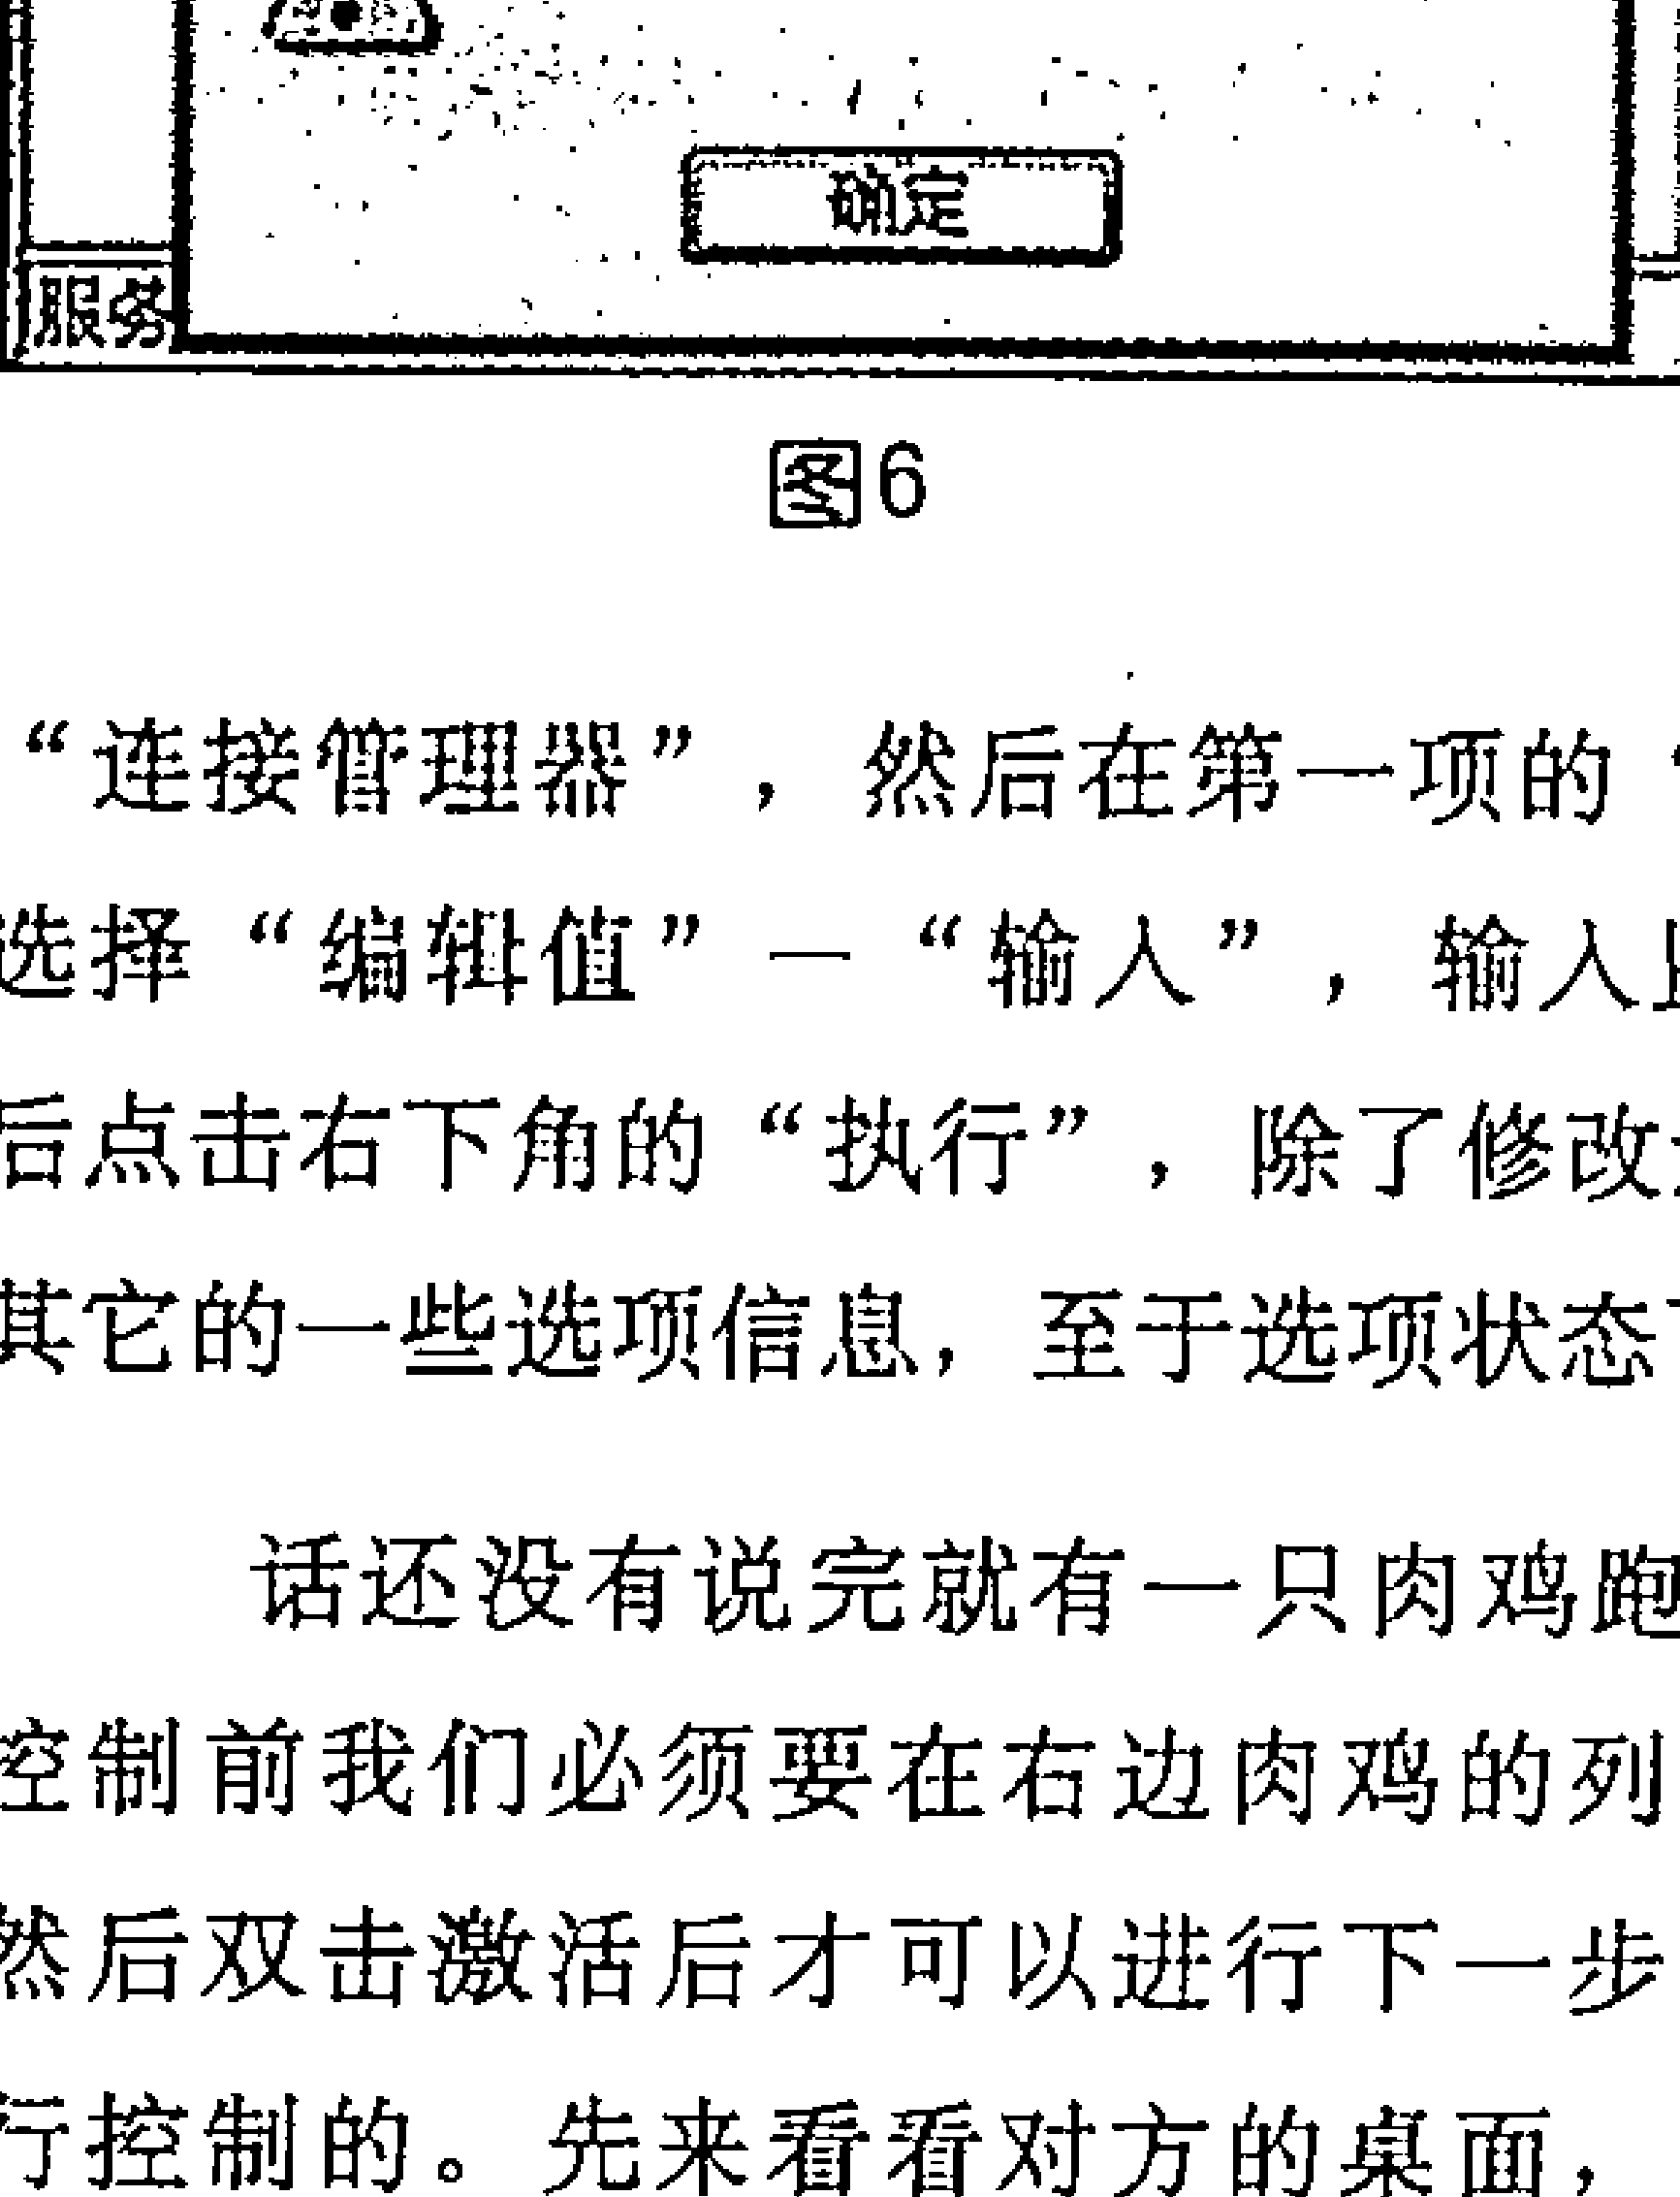 确定
服务
图6
“连接管理器”，然后在第一项的“
选择“编辑值”—“输入”，输入
后点击右下角的“执行”，除了修改
其它的一些选项信息，至于选项状态
话还没有说完就有一只肉鸡跑
控制前我们必须要在右边肉鸡的列
然后双击激活后才可以进行下一步
行控制的。先来看看对方的桌面，